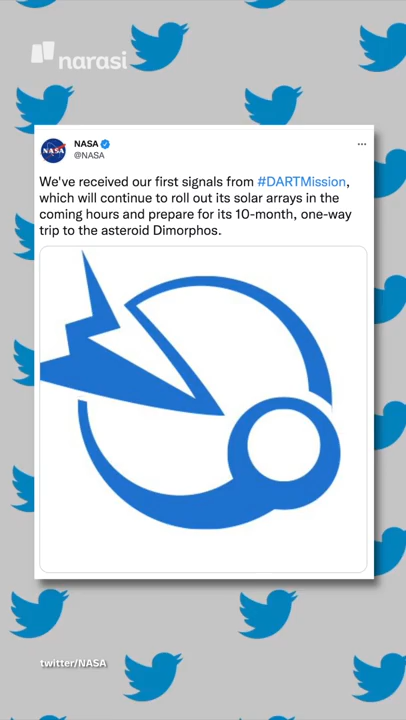 narasi
NASA
NASA
@NASA
We've received our first signals from #DARTMission,
which will continue to roll out its solar arrays in the
coming hours and prepare for its 10-month, one-way
trip to the asteroid Dimorphos.
twitter/NASA